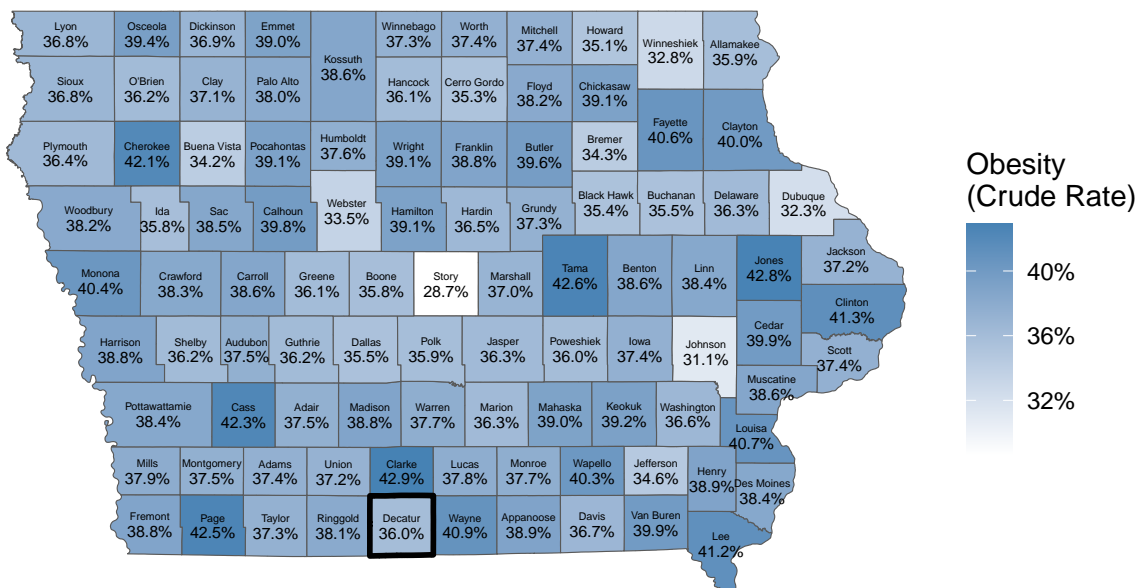 Lyon
36.8%
Osceola
39.4%
Dickinson
36.9%
Emmet
39.0%
Winnebago
37.3%
Worth
37.4%
Mitchell
37.4%
Howard
35.1%
Winneshiek
32.8%
Allamakee
35.9%
Kossuth
38.6%
Sioux
36.8%
O'Brien
36.2%
Clay
37.1%
Palo Alto
38.0%
Hancock
36.1%
Cerro Gordo
35.3%
Floyd
38.2%
Chickasaw
39.1%
Fayette
40.6%
Clayton
40.0%
Plymouth
36.4%
Cherokee
42.1%
Buena Vista
34.2%
Pocahontas
39.1%
Humboldt
37.6%
Wright
39.1%
Franklin
38.8%
Butler
39.6%
Bremer
34.3%
Woodbury
38.2%
Ida
35.8%
Sac
38.5%
Calhoun
39.8%
Webster
33.5%
Hamilton
39.1%
Hardin
36.5%
Grundy
37.3%
Black Hawk
35.4%
Buchanan
35.5%
Delaware
36.3%
Dubuque
32.3%
Monona
40.4%
Crawford
38.3%
Carroll
38.6%
Greene
36.1%
Boone
35.8%
Story
28.7%
Marshall
37.0%
Tama
42.6%
Benton
38.6%
Linn
38.4%
Jones
42.8%
Jackson
37.2%
Clinton
41.3%
Harrison
38.8%
Shelby
36.2%
Audubon
37.5%
Guthrie
36.2%
Dallas
35.5%
Polk
35.9%
Jasper
36.3%
Poweshiek
36.0%
Iowa
37.4%
Johnson
31.1%
Cedar
39.9%
Scott
37.4%
Muscatine
38.6%
Pottawattamie
38.4%
Cass
42.3%
Adair
37.5%
Madison
38.8%
Warren
37.7%
Marion
36.3%
Mahaska
39.0%
Keokuk
39.2%
Washington
36.6%
Louisa
40.7%
Mills
37.9%
Montgomery
37.5%
Adams
37.4%
Union
37.2%
Clarke
42.9%
Lucas
37.8%
Monroe
37.7%
Wapello
40.3%
Jefferson
34.6%
Henry
38.9%
Des Moines
38.4%
Fremont
38.8%
Page
42.5%
Taylor
37.3%
Ringgold
38.1%
Decatur
36.0%
Wayne
40.9%
Appanoose
38.9%
Davis
36.7%
Van Buren
39.9%
Lee
41.2%
Obesity
(Crude Rate)
40%
36%
32%